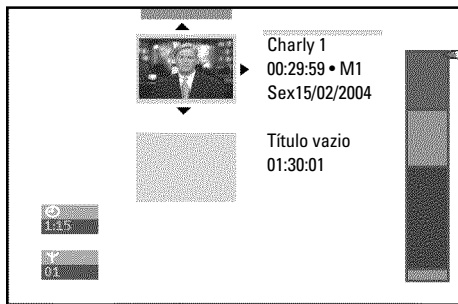 Charly 1
00:29:59 • M1
Sex15/02/2004
Título vazio
01:30:01
1:15
01